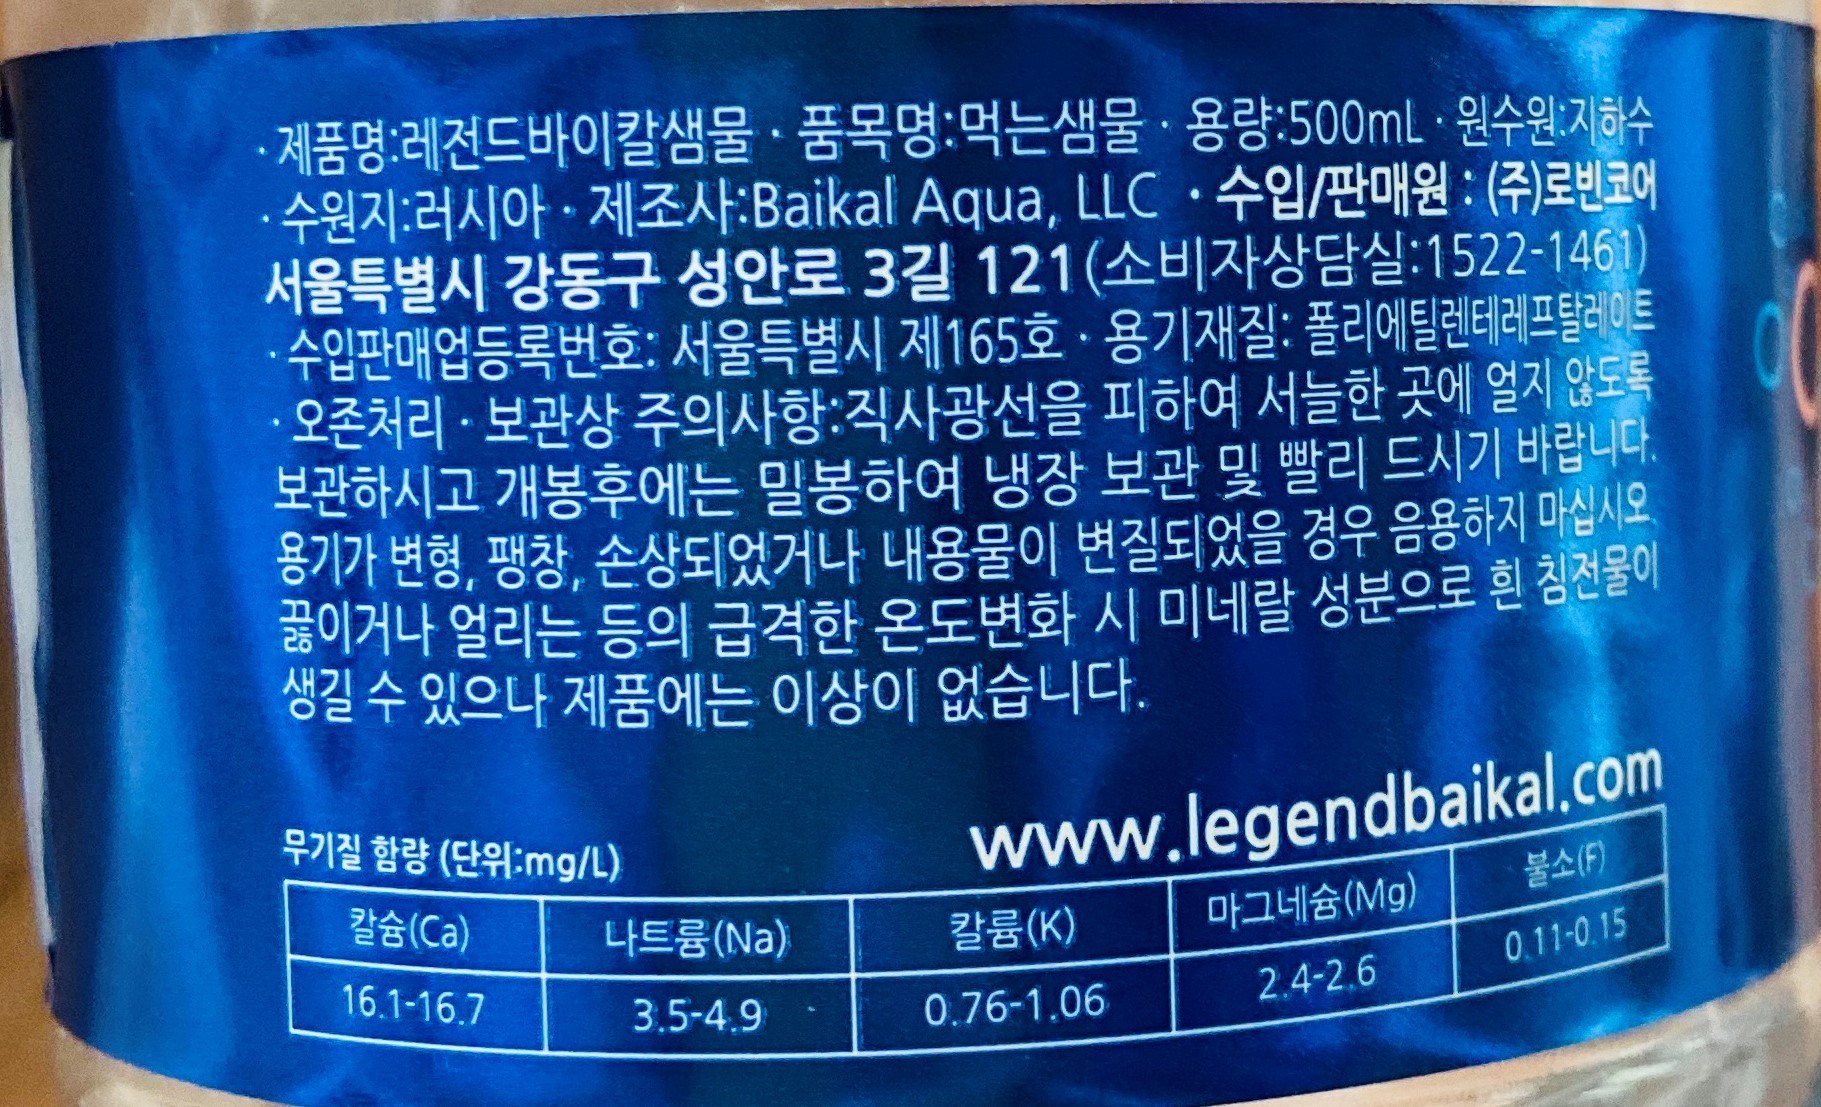 · 제품명:레전드바이칼샘물 · 품목명:먹는샘물 · 용량:500mL · 원수원:지하수
· 수원지:러시아 · 제조사:Baikal Aqua, LLC · 수입/판매원 : (주)로빈코어
서울특별시 강동구 성안로 3길 121(소비자상담실:1522-1461)
· 수입판매업등록번호: 서울특별시 제165호 · 용기재질: 폴리에틸렌테레프탈레이트
· 오존처리 · 보관상 주의사항:직사광선을 피하여 서늘한 곳에 얼지 않도록
보관하시고 개봉후에는 밀봉하여 냉장 보관 및 빨리 드시기 바랍니다.
용기가 변형, 팽창, 손상되었거나 내용물이 변질되었을 경우 음용하지 마십시오.
끓이거나 얼리는 등의 급격한 온도변화 시 미네랄 성분으로 흰 침전물이
생길 수 있으나 제품에는 이상이 없습니다.
www.legendbaikal.com
무기질 함량 (단위:mg/L)
칼슘(Ca) 나트륨(Na) 칼륨(K) 마그네슘(Mg) 불소(F)
16.1-16.7 3.5-4.9 0.76-1.06 2.4-2.6 0.11-0.15